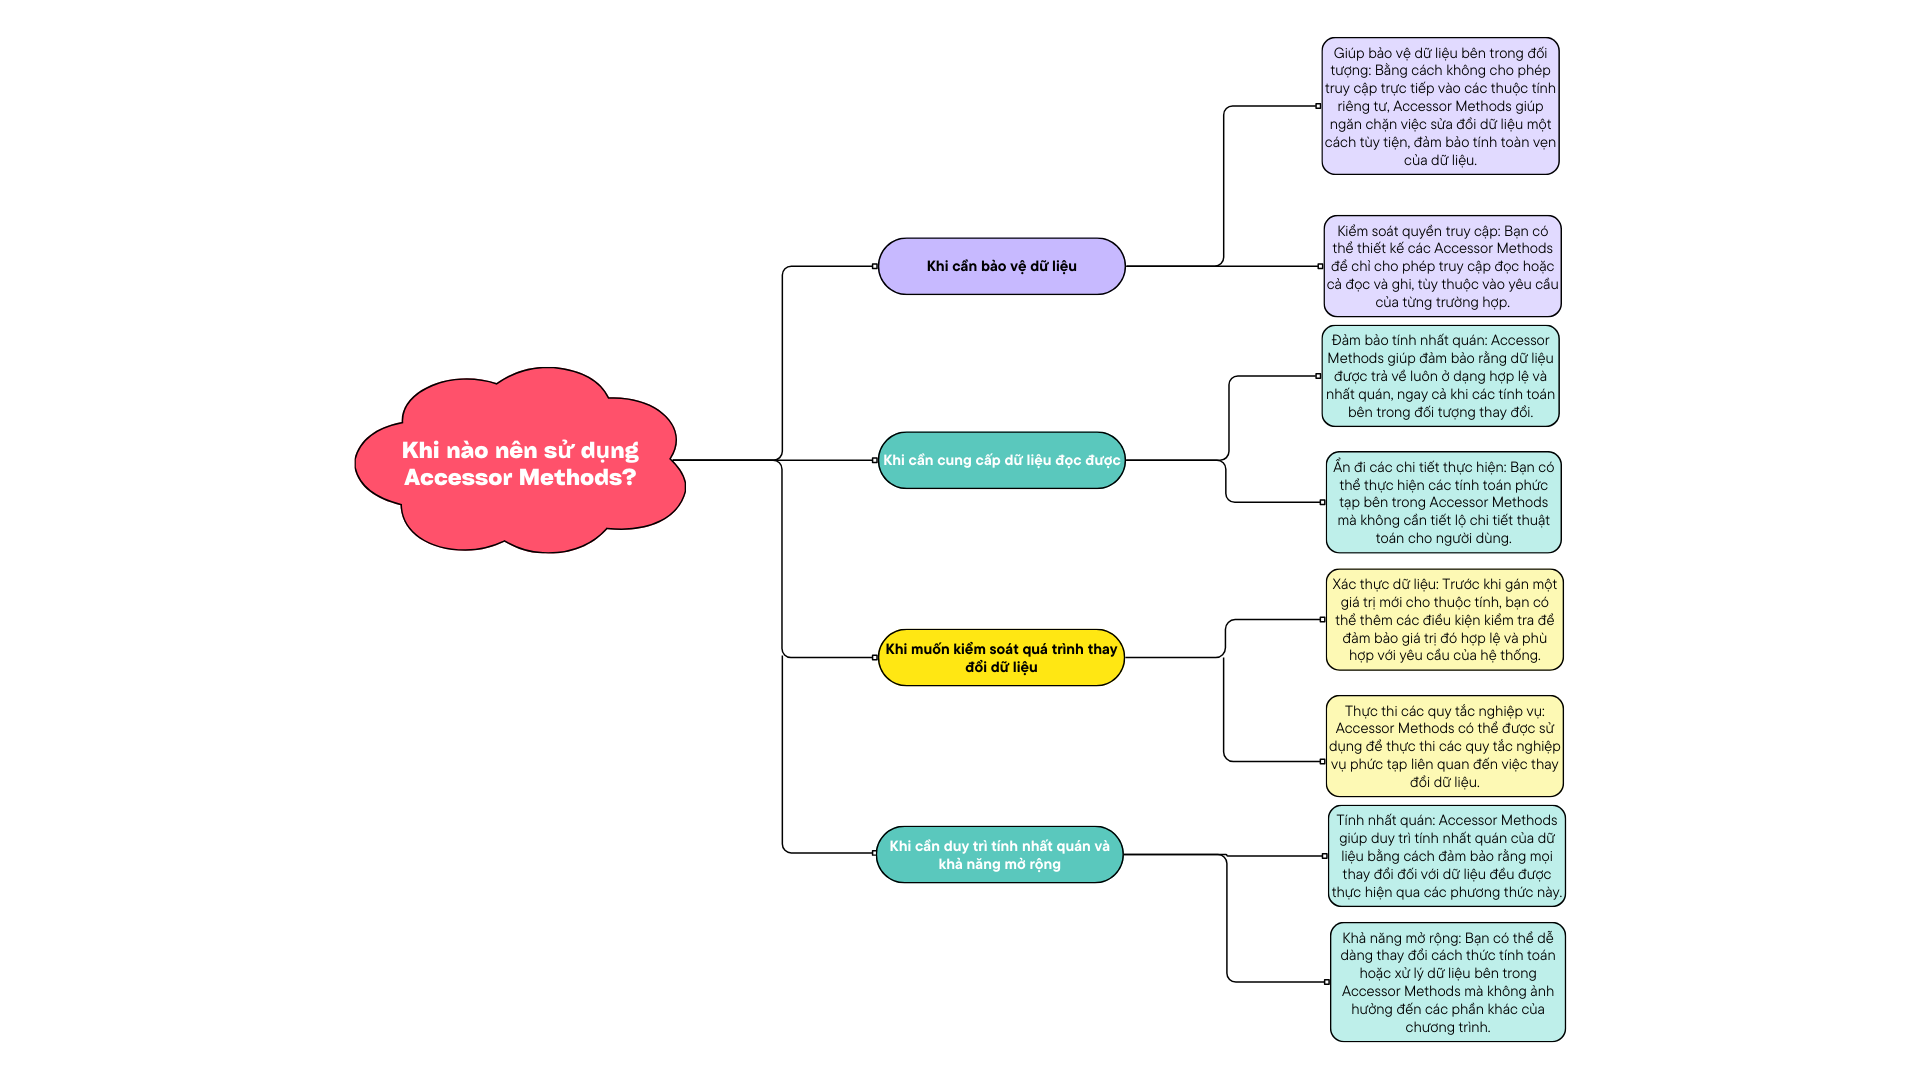 Khi nào nên sử dụng
Accessor Methods?
Khi cần bảo vệ dữ liệu
Giúp bảo vệ dữ liệu bên trong đối
tượng: Bằng cách không cho phép
truy cập trực tiếp vào các thuộc tính
riêng tư, Accessor Methods giúp
ngăn chặn việc sửa đổi dữ liệu một
cách tùy tiện, đảm bảo tính toàn vẹn
của dữ liệu.
Kiểm soát quyền truy cập: Bạn có
thể thiết kế các Accessor Methods
để chỉ cho phép truy cập đọc hoặc
cả đọc và ghi, tùy thuộc vào yêu cầu
của từng trường hợp.
Khi cần cung cấp dữ liệu đọc được
Đảm bảo tính nhất quán: Accessor
Methods giúp đảm bảo rằng dữ liệu
được trả về luôn ở dạng hợp lệ và
nhất quán, ngay cả khi các tính toán
bên trong đối tượng thay đổi.
Ẩn đi các chi tiết thực hiện: Bạn có
thể thực hiện các tính toán phức
tạp bên trong Accessor Methods
mà không cần tiết lộ chi tiết thuật
toán cho người dùng.
Khi muốn kiểm soát quá trình thay
đổi dữ liệu
Xác thực dữ liệu: Trước khi gán một
giá trị mới cho thuộc tính, bạn có
thể thêm các điều kiện kiểm tra để
đảm bảo giá trị đó hợp lệ và phù
hợp với yêu cầu của hệ thống.
Thực thi các quy tắc nghiệp vụ:
Accessor Methods có thể được sử
dụng để thực thi các quy tắc nghiệp
vụ phức tạp liên quan đến việc thay
đổi dữ liệu.
Khi cần duy trì tính nhất quán và
khả năng mở rộng
Tính nhất quán: Accessor Methods
giúp duy trì tính nhất quán của dữ
liệu bằng cách đảm bảo rằng mọi
thay đổi đối với dữ liệu đều được
thực hiện qua các phương thức này.
Khả năng mở rộng: Bạn có thể dễ
dàng thay đổi cách thức tính toán
hoặc xử lý dữ liệu bên trong
Accessor Methods mà không ảnh
hưởng đến các phần khác của
chương trình.